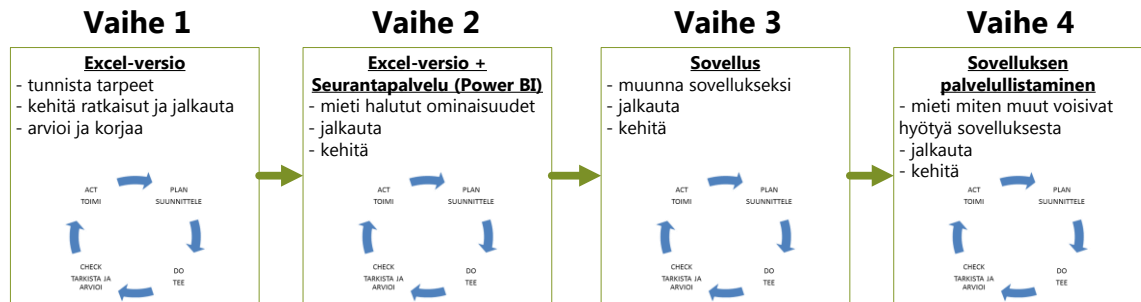 Vaihe 1
Excel-versio
- tunnista tarpeet
- kehitä ratkaisut ja jalkauta
- arvioi ja korjaa
ACT
TOIMI
PLAN
SUUNNITTELE
CHECK
TARKISTA JA
ARVIOI
DO
TEE
Vaihe 2
Excel-versio +
Seurantapalvelu (Power BI)
- mieti halutut ominaisuudet
- jalkauta
- kehitä
ACT
TOIMI
PLAN
SUUNNITTELE
CHECK
TARKISTA JA
ARVIOI
DO
TEE
Vaihe 3
Sovellus
- muunna sovellukseksi
- jalkauta
- kehitä
ACT
TOIMI
PLAN
SUUNNITTELE
CHECK
TARKISTA JA
ARVIOI
DO
TEE
Vaihe 4
Sovelluksen
palvelullistaminen
- mieti miten muut voisivat
hyötyä sovelluksesta
- jalkauta
- kehitä
ACT
TOIMI
PLAN
SUUNNITTELE
CHECK
TARKISTA JA
ARVIOI
DO
TEE